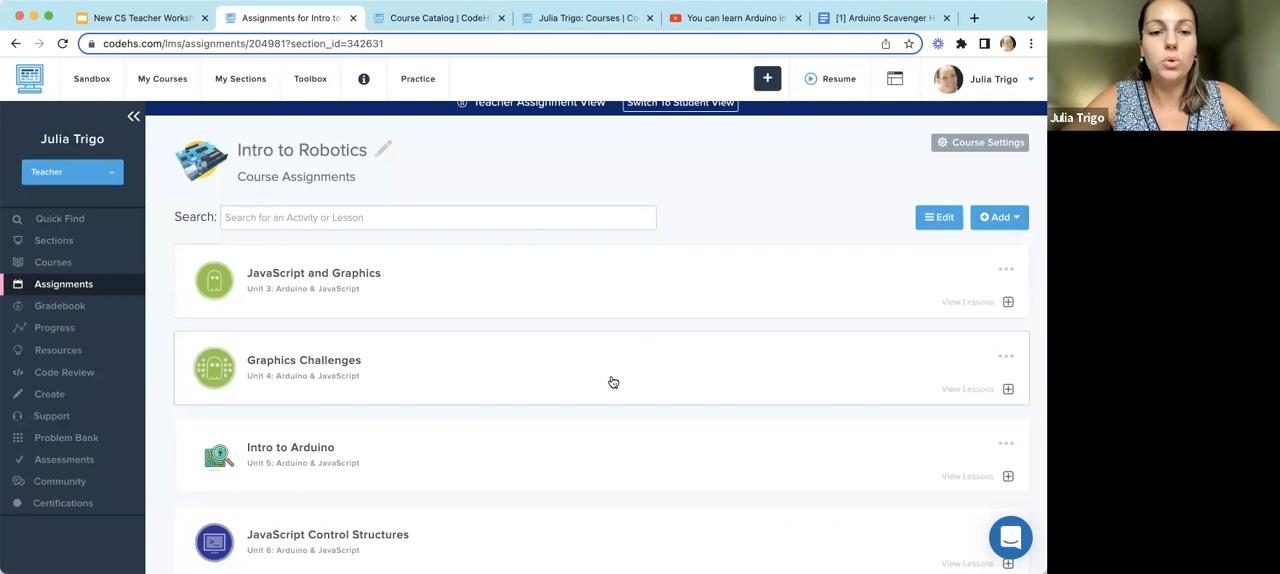 New CS Teacher Worksh
Assignments for Intro to
Course Catalog | CodeH
Julia Trigo: Courses | Co
You can learn Arduino in
[1] Arduino Scavenger H
codehs.com/lms/assignments/204981?section_id=342631
Sandbox
My Courses
My Sections
Toolbox
Practice
Resume
Julia Trigo
Teacher Assignment View
Switch To Student View
Julia Trigo
Teacher
Quick Find
Sections
Courses
Assignments
Gradebook
Progress
Resources
Code Review
Create
Support
Problem Bank
Assessments
Community
Certifications
Intro to Robotics
Course Assignments
Course Settings
Search:
Search for an Activity or Lesson
Edit
Add
JavaScript and Graphics
Unit 3: Arduino & JavaScript
View Lessons
Graphics Challenges
Unit 4: Arduino & JavaScript
View Lessons
Intro to Arduino
Unit 5: Arduino & JavaScript
View Lessons
JavaScript Control Structures
Unit 6: Arduino & JavaScript
View Lessons
Julia Trigo